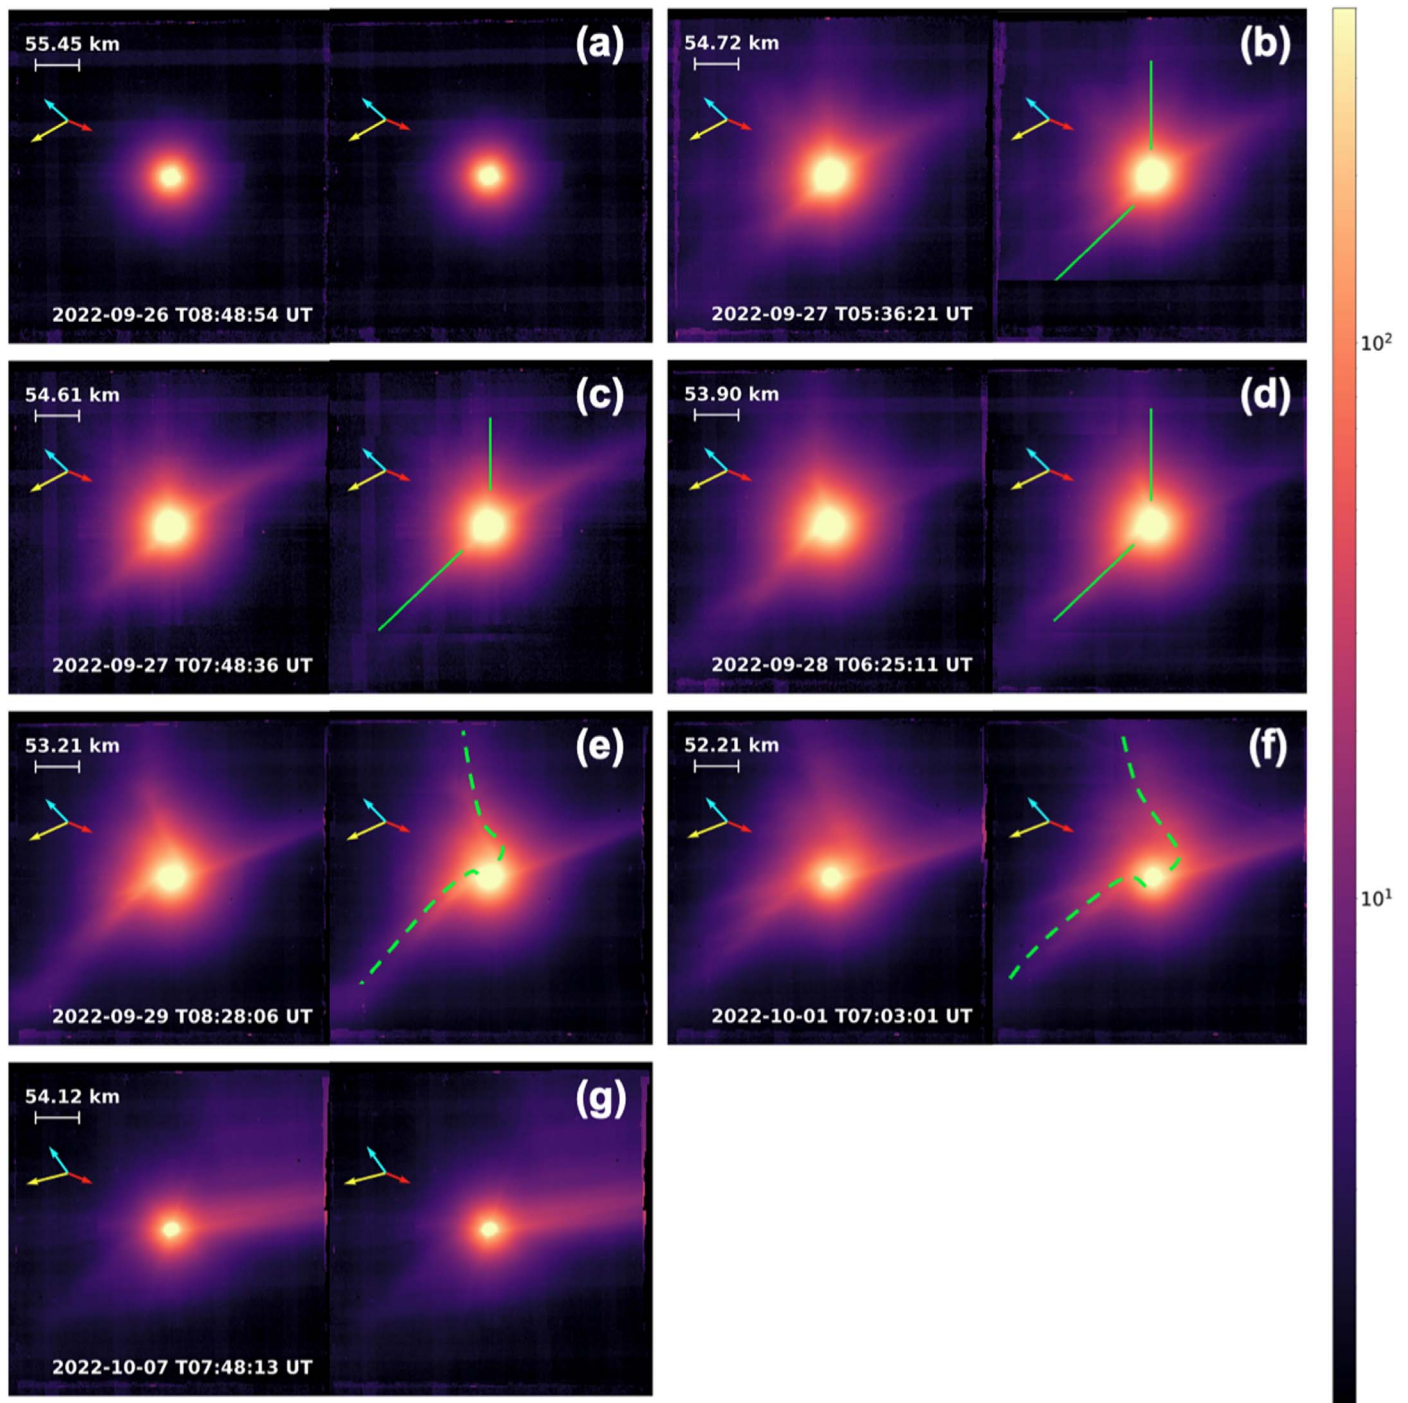 55.45 km
(a)
2022-09-26 T08:48:54 UT
54.72 km
(b)
2022-09-27 T05:36:21 UT
10²
54.61 km
(c)
2022-09-27 T07:48:36 UT
53.90 km
(d)
2022-09-28 T06:25:11 UT
53.21 km
(e)
2022-09-29 T08:28:06 UT
52.21 km
(f)
2022-10-01 T07:03:01 UT
10¹
54.12 km
(g)
2022-10-07 T07:48:13 UT